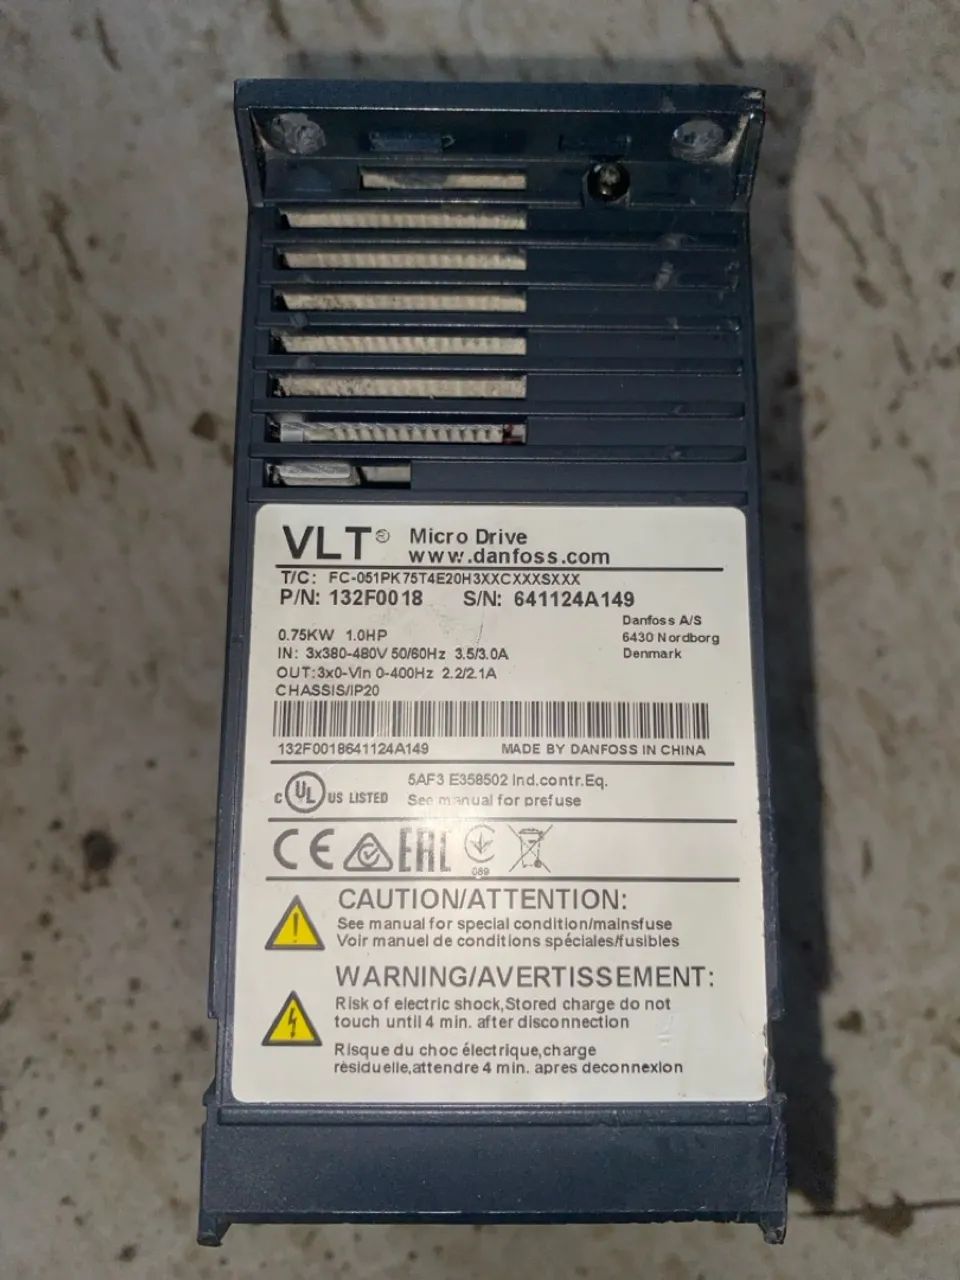 VLT® Micro Drive
www.danfoss.com
T/C: FC-051PK75T4E20H3XXCXXXSXXX
P/N: 132F0018 S/N: 641124A149
0.75KW 1.0HP
IN: 3x380-480V 50/60Hz 3.5/3.0A
OUT:3x0-Vin 0-400Hz 2.2/2.1A
CHASSIS/IP20
Danfoss A/S
6430 Nordborg
Denmark
132F0018641124A149 MADE BY DANFOSS IN CHINA
C UL US LISTED
5AF3 E358502 Ind.contr.Eq.
See manual for prefuse
CE EAC
089
CAUTION/ATTENTION:
See manual for special condition/mainsfuse
Voir manuel de conditions spéciales/fusibles
WARNING/AVERTISSEMENT:
Risk of electric shock,Stored charge do not
touch until 4 min. after disconnection
Risque du choc électrique,charge
résiduelle,attendre 4 min. apres deconnexion